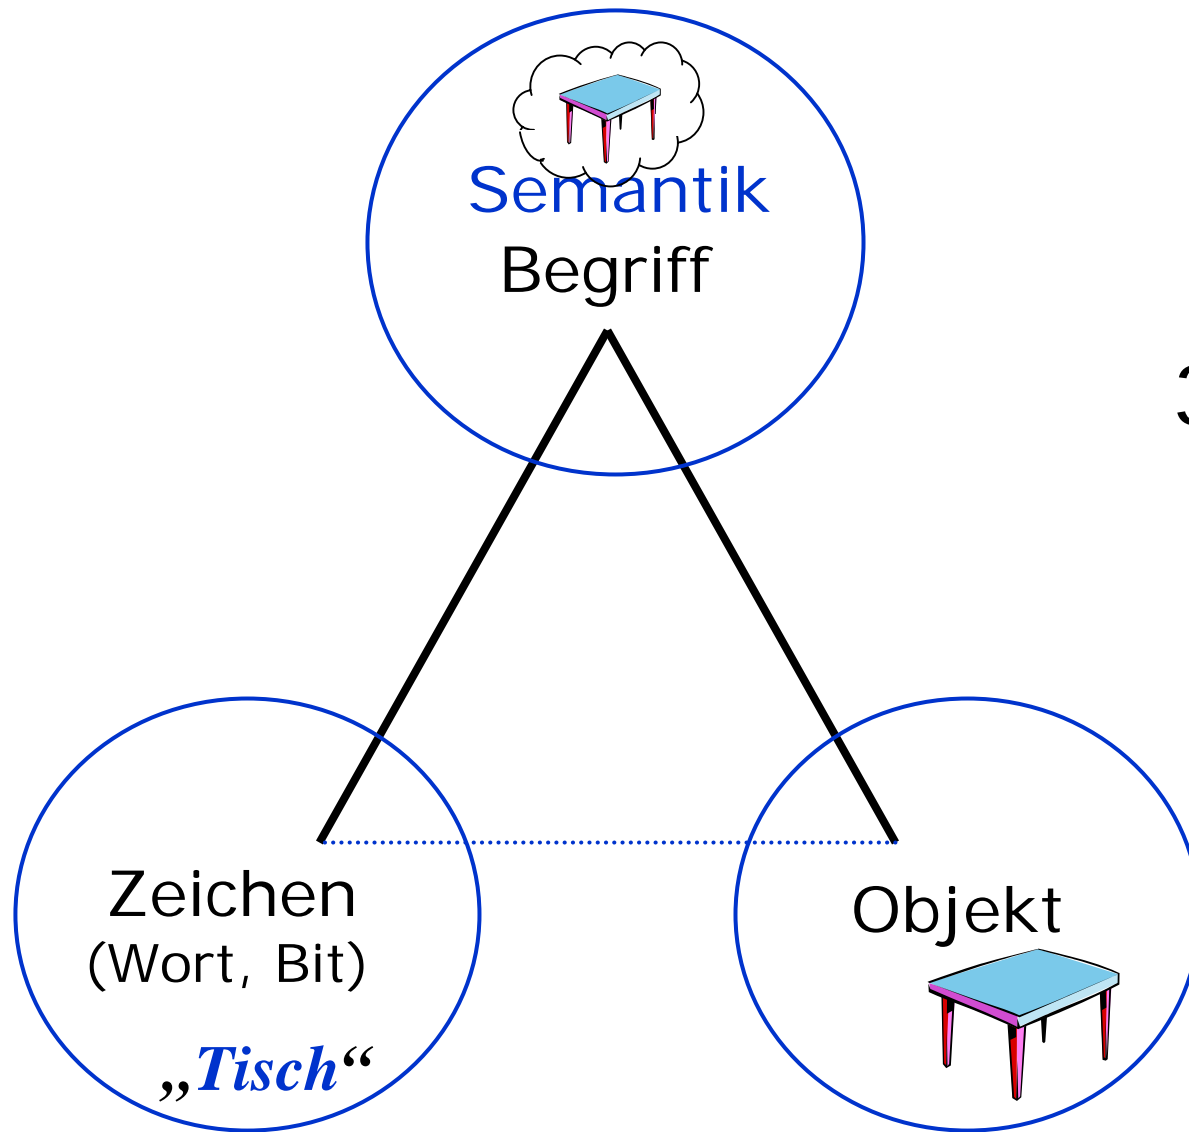 Semantik
Begriff
Zeichen
(Wort, Bit)
„Tisch“
Objekt